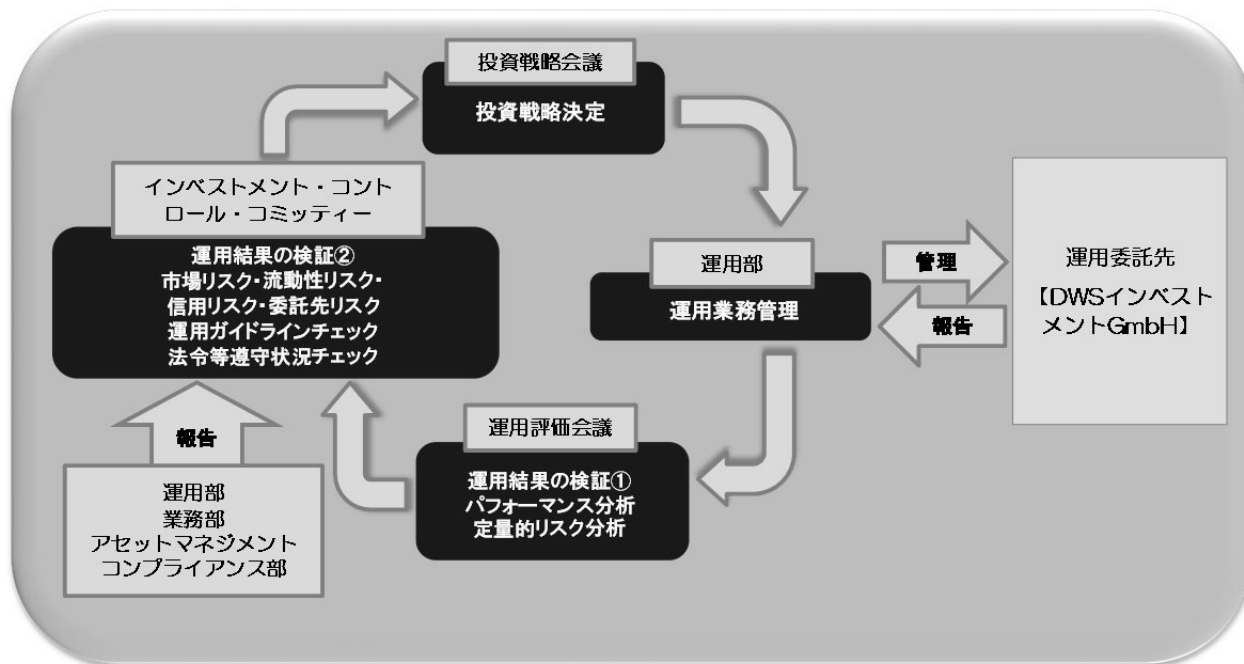 投資戦略会議
投資戦略決定
インベストメント・コント
ロール・コミッティー
運用結果の検証②
市場リスク・流動性リスク・
信用リスク・委託先リスク
運用ガイドラインチェック
法令等遵守状況チェック
運用部
運用業務管理
管理
報告
運用委託先
【DWSインベスト
メントGmbH】
運用評価会議
運用結果の検証①
パフォーマンス分析
定量的リスク分析
報告
運用部
業務部
アセットマネジメント
コンプライアンス部